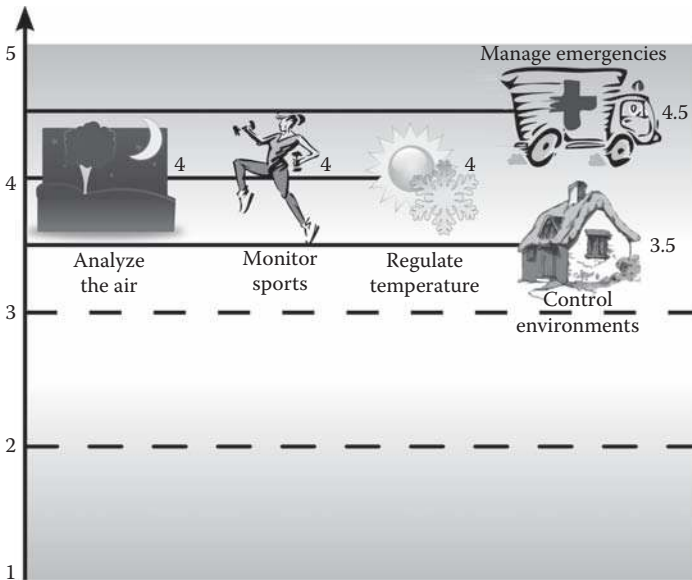 5
Manage emergencies
4.5
4
4
4
4
3.5
Analyze
the air
Monitor
sports
Regulate
temperature
Control
environments
3
2
1